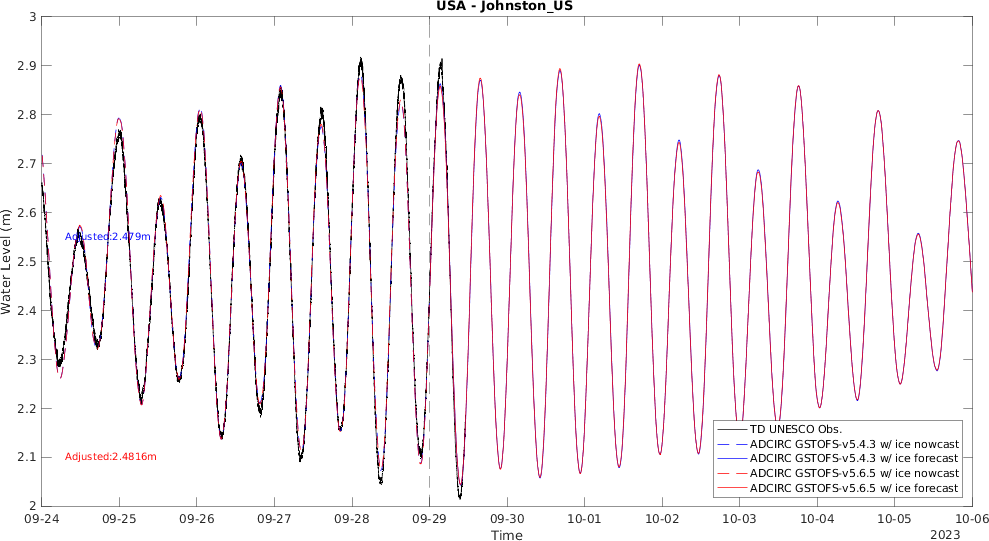 USA - Johnston_US
3
2.9
2.8
2.7
2.6
2.5
2.4
2.3
2.2
2.1
2
Water Level (m)
Adjusted:2.479m
Adjusted:2.4816m
TD UNESCO Obs.
ADCIRC GSTOFS-v5.4.3 w/ ice nowcast
ADCIRC GSTOFS-v5.4.3 w/ ice forecast
ADCIRC GSTOFS-v5.6.5 w/ ice nowcast
ADCIRC GSTOFS-v5.6.5 w/ ice forecast
09-24 09-25 09-26 09-27 09-28 09-29 09-30 10-01 10-02 10-03 10-04 10-05 10-06
Time
2023